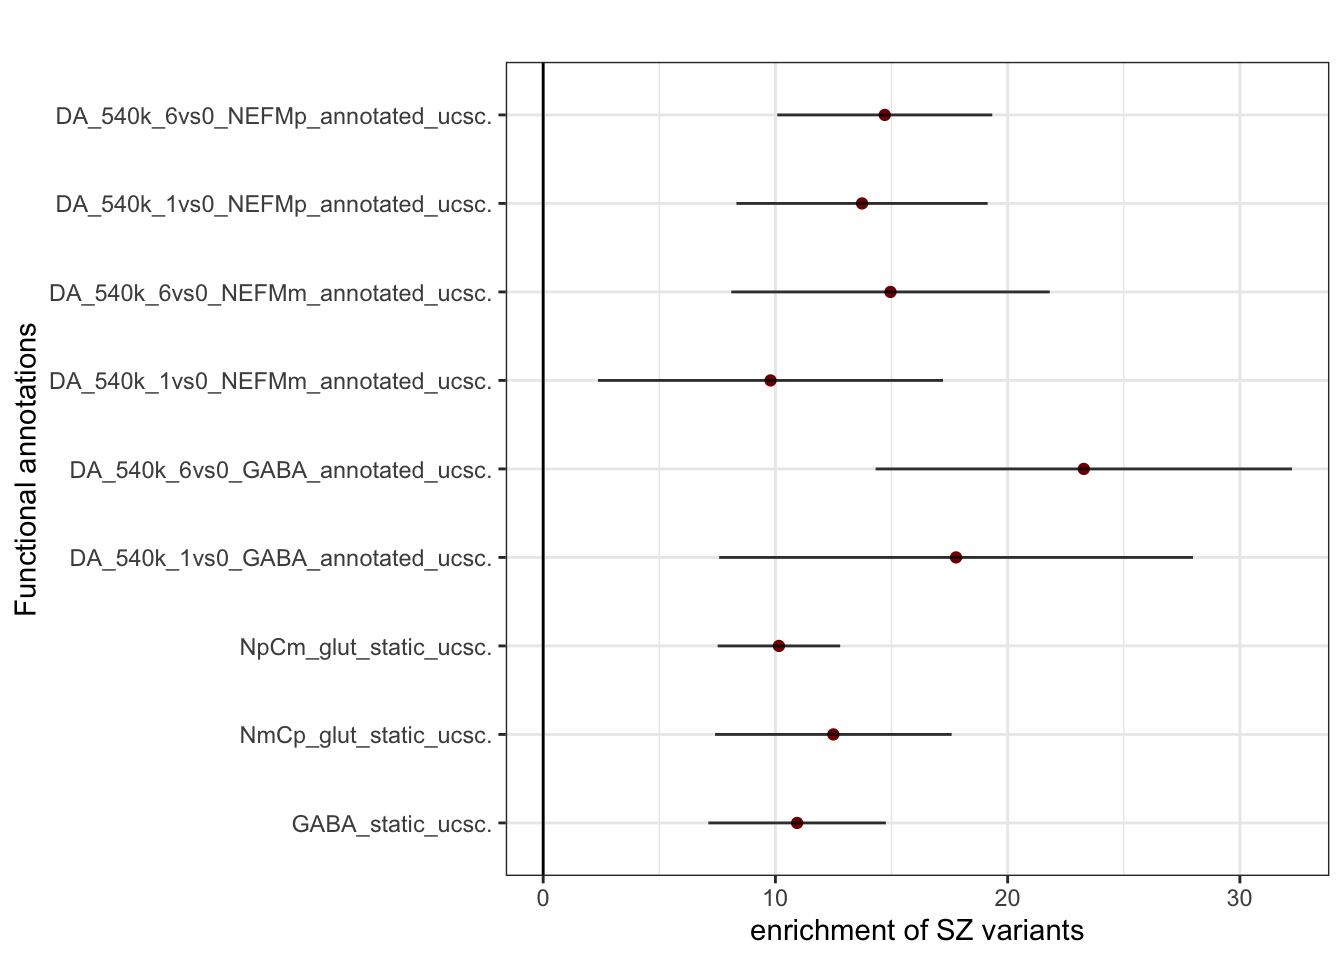 DA_540k_6vs0_NEFMp_annotated_ucsc.
DA_540k_1vs0_NEFMp_annotated_ucsc.
DA_540k_6vs0_NEFMm_annotated_ucsc.
DA_540k_1vs0_NEFMm_annotated_ucsc.
DA_540k_6vs0_GABA_annotated_ucsc.
DA_540k_1vs0_GABA_annotated_ucsc.
NpCm_glut_static_ucsc.
NmCp_glut_static_ucsc.
GABA_static_ucsc.
Functional annotations
0 10 20 30
enrichment of SZ variants